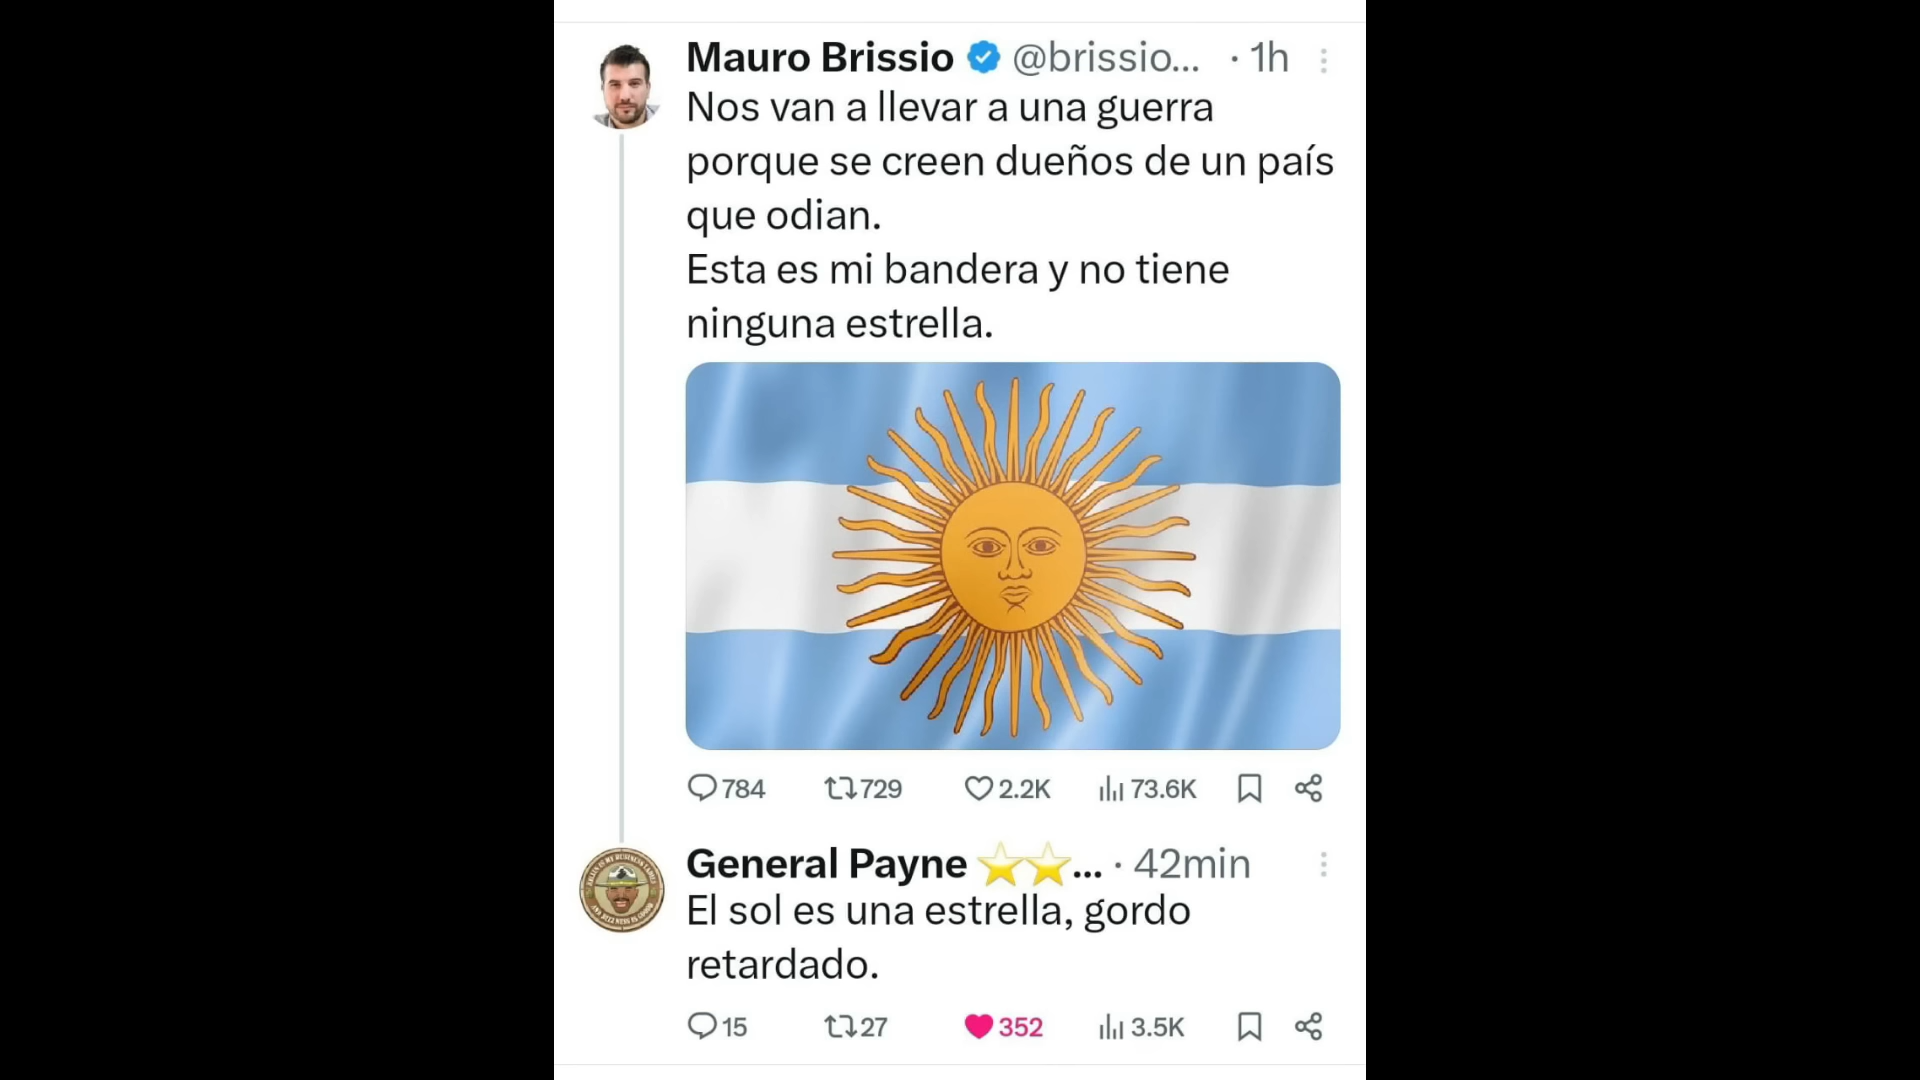 Mauro Brissio @brissio... · 1h
Nos van a llevar a una guerra
porque se creen dueños de un país
que odian.
Esta es mi bandera y no tiene
ninguna estrella.
784 729 2.2K 73.6K
General Payne ⭐⭐... · 42min
El sol es una estrella, gordo
retardado.
15 27 352 3.5K